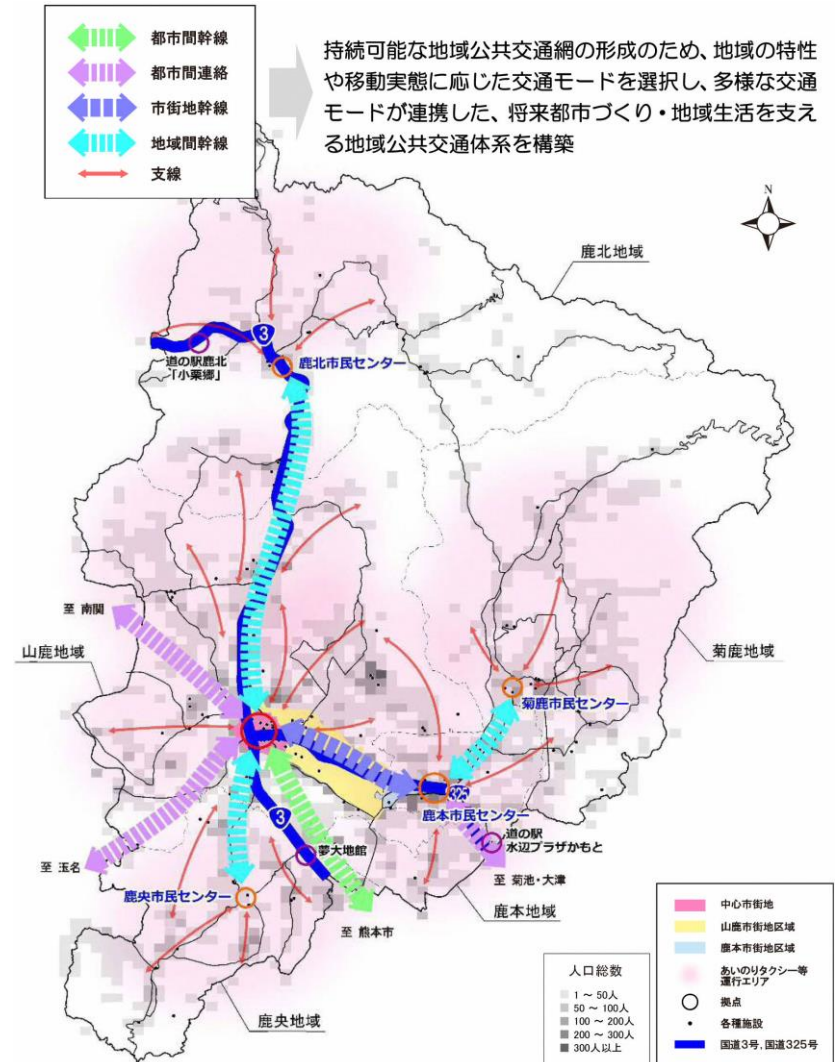 都市間幹線
都市間連絡
市街地幹線
地域間幹線
支線
持続可能な地域公共交通網の形成のため、地域の特性
や移動実態に応じた交通モードを選択し、多様な交通
モードが連携した、将来都市づくり・地域生活を支え
る地域公共交通体系を構築
N
鹿北地域
3
道の駅鹿北
「小栗郷」
鹿北市民センター
至 南関
山鹿地域
菊鹿地域
菊鹿市民センター
325
鹿本市民センター
3
道の駅
水辺プラザかもと
夢大地館
至 玉名
至 菊池・大津
鹿央市民センター
鹿本地域
至 熊本市
鹿央地域
人口総数
1 ～ 50人
50 ～ 100人
100 ～ 200人
200 ～ 300人
300人以上
中心市街地
山鹿市街地区域
鹿本市街地区域
あいのりタクシー等
運行エリア
拠点
各種施設
国道3号,国道325号